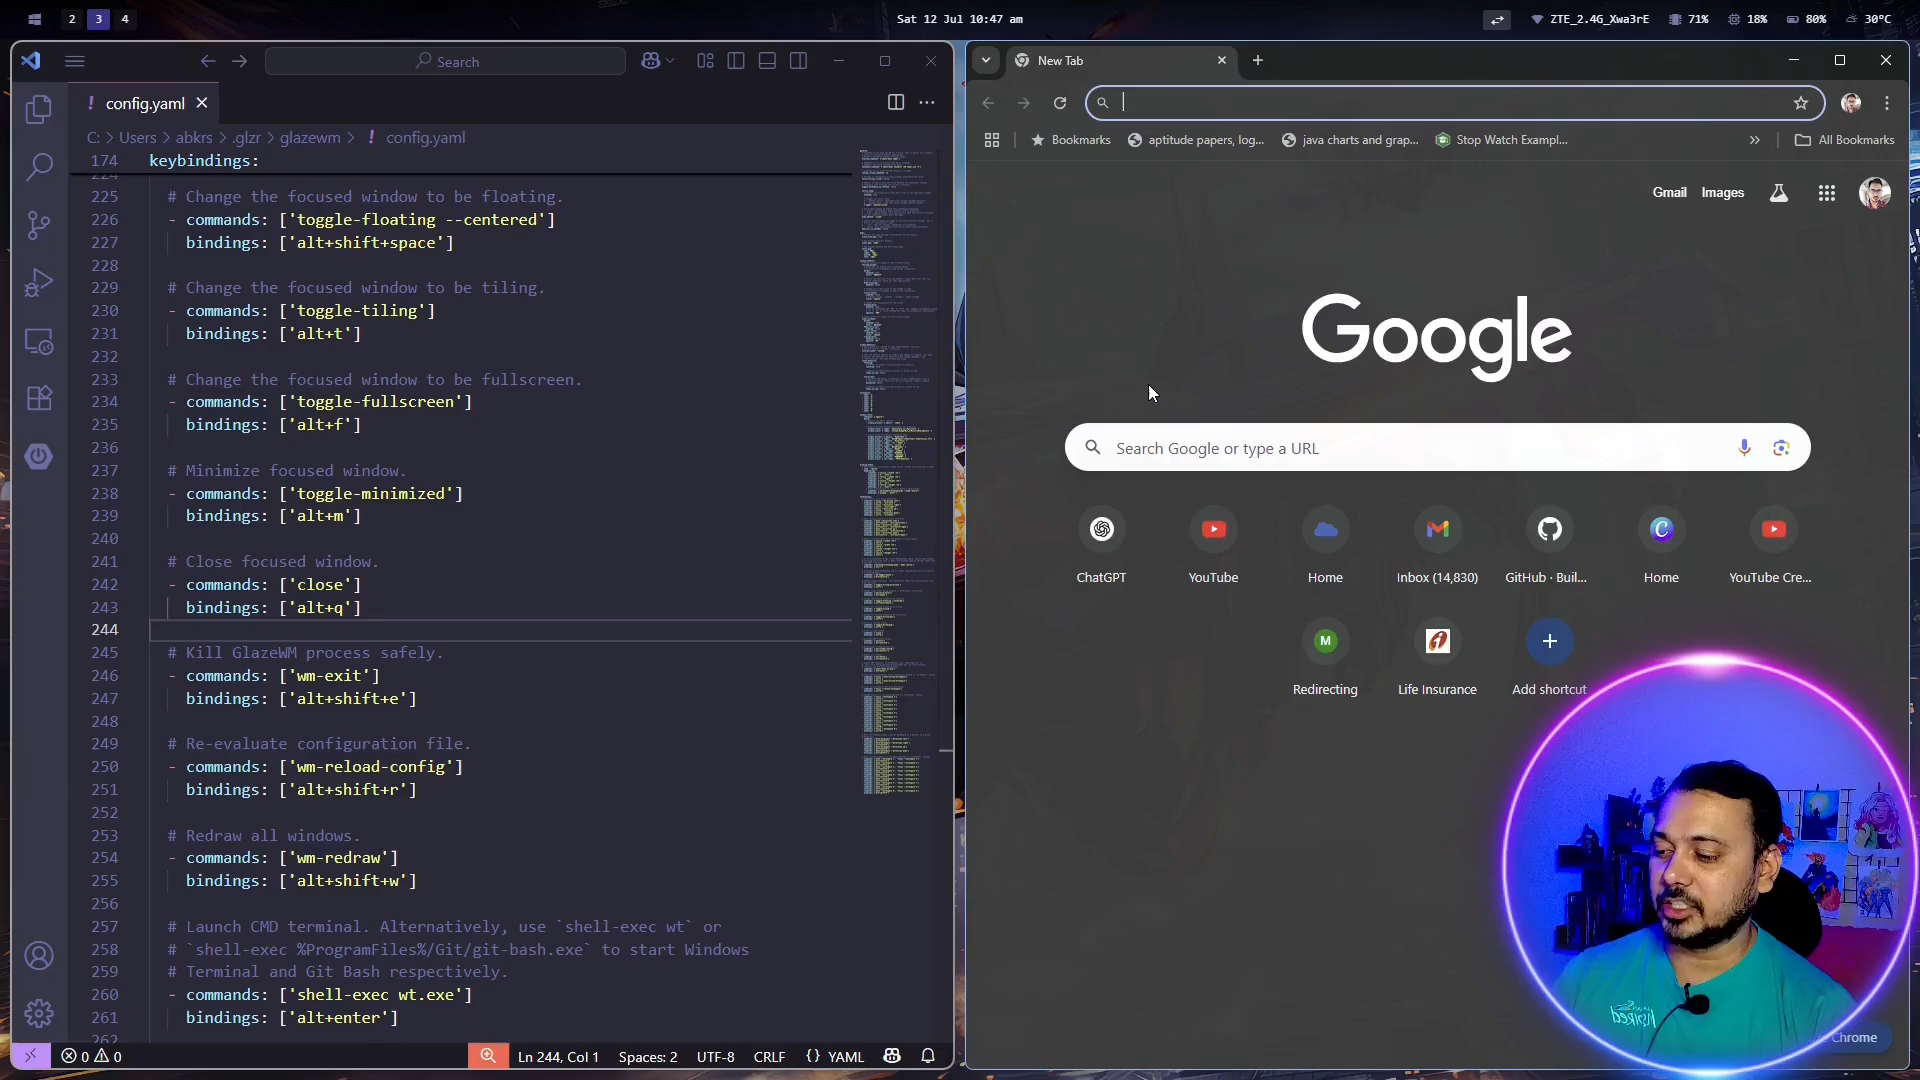 2 3 4
Sat 12 Jul 10:47 am
ZTE_2.4G_Xwa3rE 71% 18% 80% 30°C
Search
config.yaml
C: > Users > abkrs > .glzr > glazewm > ! config.yaml
174 keybindings:
224
225 # Change the focused window to be floating.
226 - commands: ['toggle-floating --centered']
227 bindings: ['alt+shift+space']
228
229 # Change the focused window to be tiling.
230 - commands: ['toggle-tiling']
231 bindings: ['alt+t']
232
233 # Change the focused window to be fullscreen.
234 - commands: ['toggle-fullscreen']
235 bindings: ['alt+f']
236
237 # Minimize focused window.
238 - commands: ['toggle-minimized']
239 bindings: ['alt+m']
240
241 # Close focused window.
242 - commands: ['close']
243 bindings: ['alt+q']
244
245 # Kill GlazeWM process safely.
246 - commands: ['wm-exit']
247 bindings: ['alt+shift+e']
248
249 # Re-evaluate configuration file.
250 - commands: ['wm-reload-config']
251 bindings: ['alt+shift+r']
252
253 # Redraw all windows.
254 - commands: ['wm-redraw']
255 bindings: ['alt+shift+w']
256
257 # Launch CMD terminal. Alternatively, use `shell-exec wt` or
258 # `shell-exec %ProgramFiles%/Git/git-bash.exe` to start Windows
259 # Terminal and Git Bash respectively.
260 - commands: ['shell-exec wt.exe']
261 bindings: ['alt+enter']
262
0 0
Ln 244, Col 1 Spaces: 2 UTF-8 CRLF {} YAML
New Tab
Bookmarks aptitude papers, log... java charts and grap... Stop Watch Exampl... » All Bookmarks
Gmail Images
Google
Search Google or type a URL
ChatGPT YouTube Home Inbox (14,830) GitHub · Buil... Home YouTube Cre...
M
Redirecting Life Insurance Add shortcut
Chrome